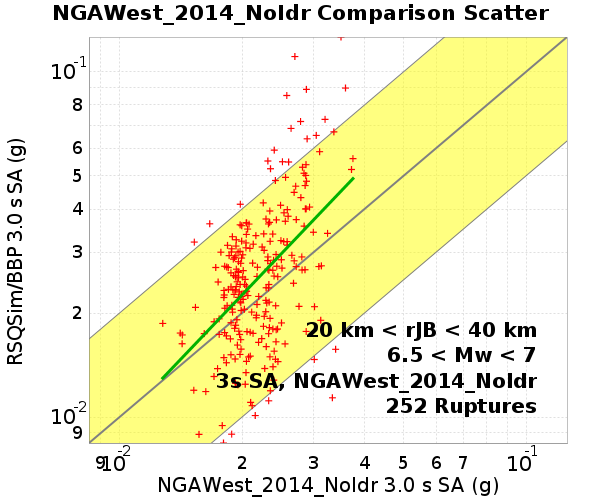 NGAWest_2014_NoIdr Comparison Scatter
RSQSim/BBP 3.0 s SA (g)
10⁻¹
8
6
5
4
3
2
10⁻²
9
20 km < rJB < 40 km
6.5 < Mw < 7
3s SA, NGAWest_2014_NoIdr
252 Ruptures
9 10⁻² 2 3 4 5 6 7 10⁻¹
NGAWest_2014_NoIdr 3.0 s SA (g)